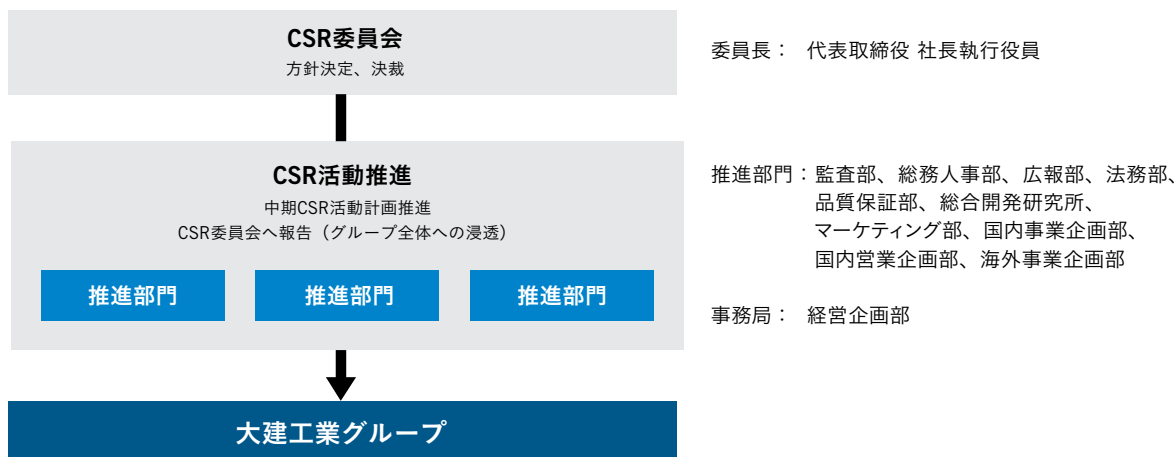 CSR委員会
方針決定、決裁
委員長： 代表取締役 社長執行役員
CSR活動推進
中期CSR活動計画推進
CSR委員会へ報告（グループ全体への浸透）
推進部門
推進部門
推進部門
推進部門：監査部、総務人事部、広報部、法務部、
品質保証部、総合開発研究所、
マーケティング部、国内事業企画部、
国内営業企画部、海外事業企画部
事務局： 経営企画部
大建工業グループ